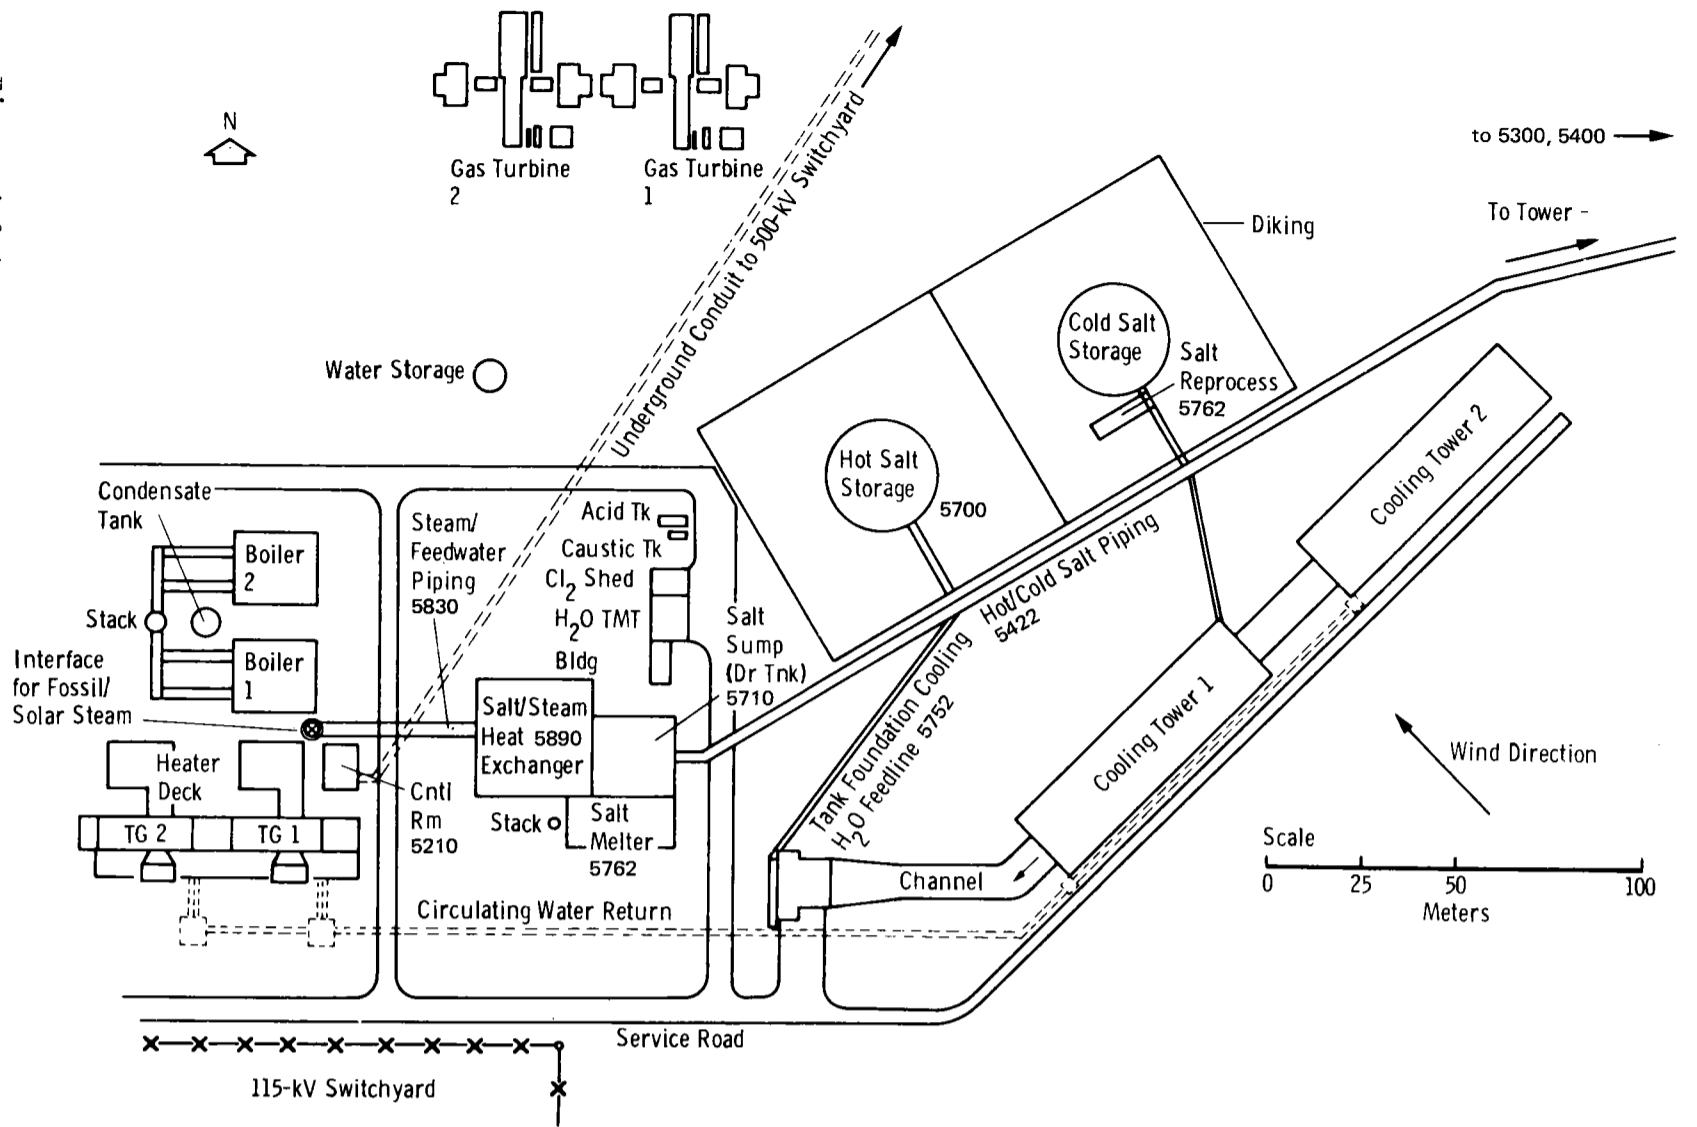 N
Gas Turbine
2
Gas Turbine
1
Underground Conduit to 500-kV Switchyard
to 5300, 5400
To Tower -
Diking
Water Storage
Cold Salt
Storage
Salt
Reprocess
5762
Hot Salt
Storage
5700
Hot/Cold Salt Piping
5422
Cooling Tower 2
Condensate
Tank
Boiler
2
Stack
Boiler
1
Interface
for Fossil/
Solar Steam
Steam/
Feedwater
Piping
5830
Acid Tk
Caustic Tk
Cl2 Shed
H2O TMT
Bldg
Salt
Sump
(Dr Tnk)
5710
Salt/Steam
Heat 5890
Exchanger
Heater
Deck
TG 2
TG 1
Cntl
Rm
5210
Stack
Salt
Melter
5762
Tank Foundation Cooling
H2O Feedline 5752
Cooling Tower 1
Wind Direction
Channel
Circulating Water Return
Scale
0 25 50 100
Meters
Service Road
115-kV Switchyard